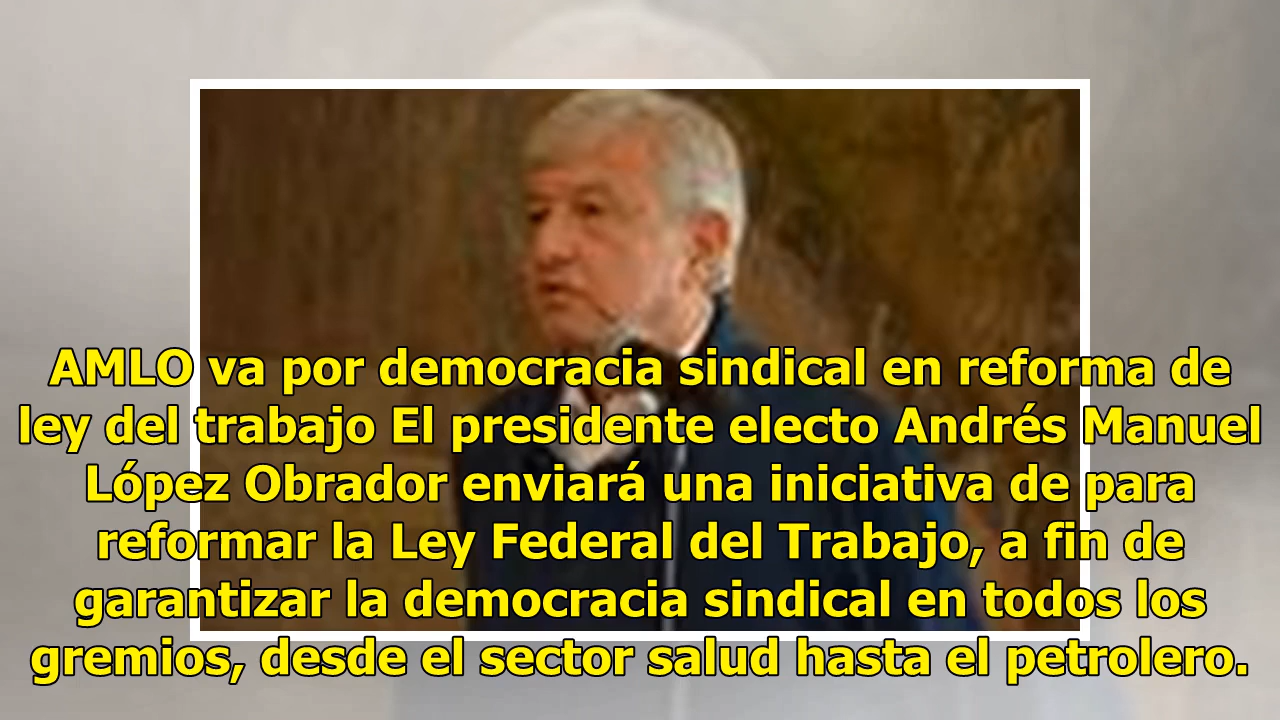 AMLO va por democracia sindical en reforma de
ley del trabajo El presidente electo Andrés Manuel
López Obrador enviará una iniciativa de para
reformar la Ley Federal del Trabajo, a fin de
garantizar la democracia sindical en todos los
gremios, desde el sector salud hasta el petrolero.